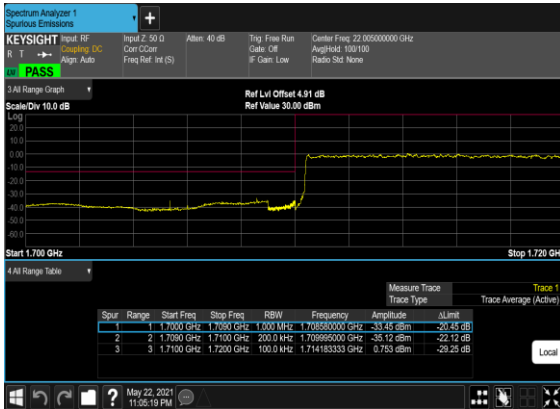 Spectrum Analyzer 1
Spurious Emissions
+
KEYSIGHT
R T
LXI PASS
Input: RF
Coupling: DC
Align: Auto
Input Z: 50 Ω
Corr CCorr
Freq Ref: Int (S)
Atten: 40 dB
Trig: Free Run
Gate: Off
IF Gain: Low
Center Freq: 22.005000000 GHz
Avg|Hold: 100/100
Radio Std: None
3 All Range Graph
Scale/Div 10.0 dB
Ref Lvl Offset 4.91 dB
Ref Value 30.00 dBm
Log
20.0
10.0
0.00
-10.0
-20.0
-30.0
-40.0
-50.0
-60.0
Start 1.700 GHz
Stop 1.720 GH
4 All Range Table
Measure Trace Trace 1
Trace Type Trace Average (Active)
Spur Range Start Freq Stop Freq RBW Frequency Amplitude ΔLimit
1 1 1.7000 GHz 1.7090 GHz 1.000 MHz 1.708580000 GHz -33.45 dBm -20.45 dB
2 2 1.7090 GHz 1.7100 GHz 200.0 kHz 1.709995000 GHz -35.12 dBm -22.12 dB
3 3 1.7100 GHz 1.7200 GHz 100.0 kHz 1.714183333 GHz 0.753 dBm -29.25 dB
Local
?
May 22, 2021
11:05:19 PM